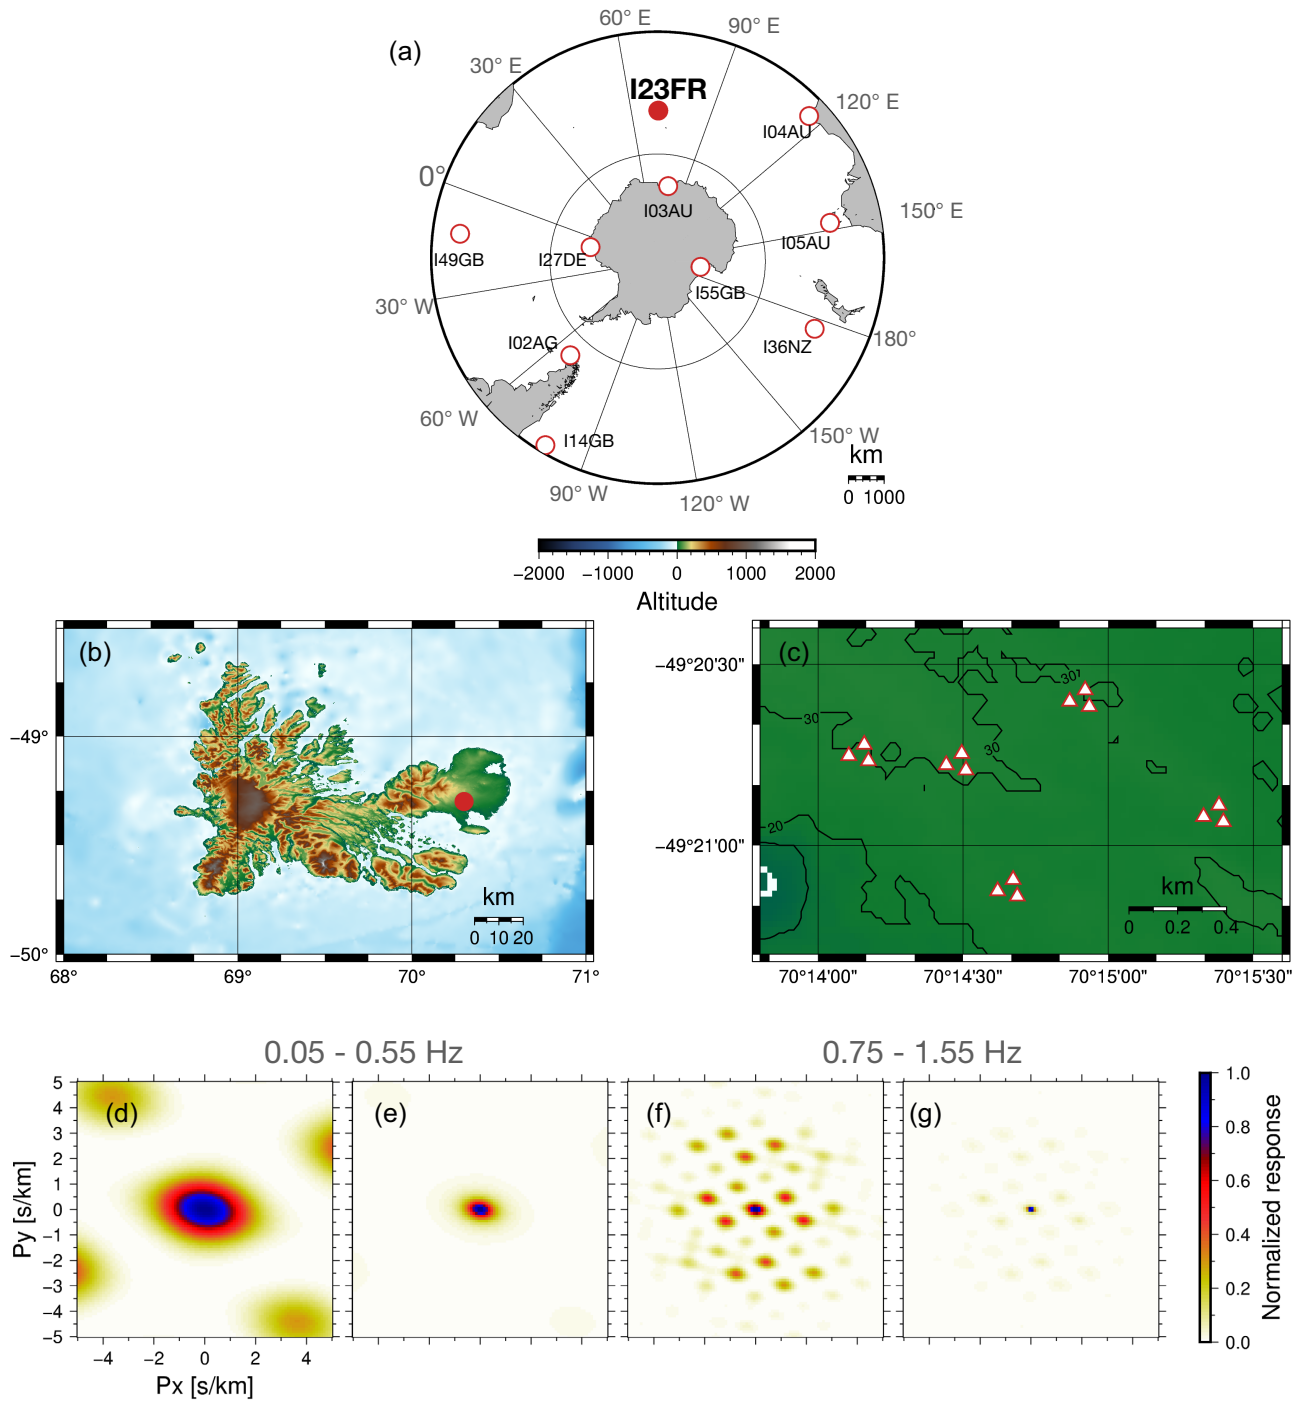 (a)
60° E
90° E
30° E
120° E
I23FR
I04AU
0°
I03AU
150° E
I05AU
I49GB
I27DE
I55GB
30° W
I36NZ
180°
I02AG
60° W
I14GB
150° W
90° W
120° W
km
0 1000
−2000 −1000 0 1000 2000
Altitude
(b)
−49°
−50°
68° 69° 70° 71°
km
0 10 20
(c)
−49°20'30"
−49°21'00"
30
30
30
20
km
0 0.2 0.4
70°14'00" 70°14'30" 70°15'00" 70°15'30"
0.05 - 0.55 Hz
0.75 - 1.55 Hz
(d)
(e)
(f)
(g)
5
4
3
2
1
0
−1
−2
−3
−4
−5
Py [s/km]
−4 −2 0 2 4
Px [s/km]
1.0
0.8
0.6
0.4
0.2
0.0
Normalized response